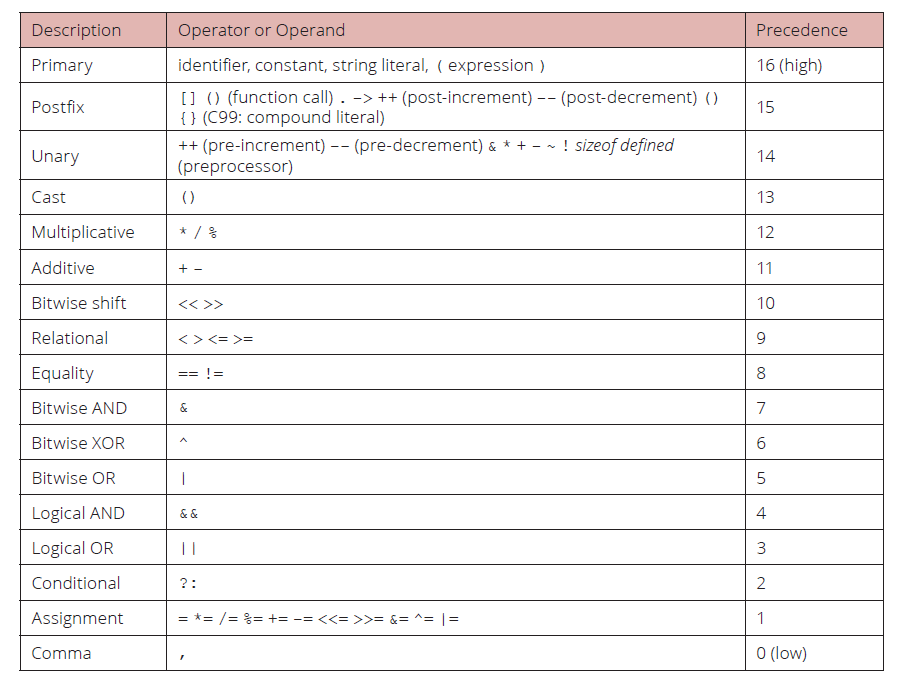 Description Operator or Operand Precedence
Primary identifier, constant, string literal, ( expression ) 16 (high)
Postfix [] () (function call) . -> ++ (post-increment) -- (post-decrement) () 15
{} (C99: compound literal)
Unary ++ (pre-increment) -- (pre-decrement) & * + - ~ ! sizeof defined 14
(preprocessor)
Cast () 13
Multiplicative * / % 12
Additive + - 11
Bitwise shift << >> 10
Relational < > <= >= 9
Equality == != 8
Bitwise AND & 7
Bitwise XOR ^ 6
Bitwise OR | 5
Logical AND && 4
Logical OR || 3
Conditional ?: 2
Assignment = *= /= %= += -= <<= >>= &= ^= |= 1
Comma , 0 (low)